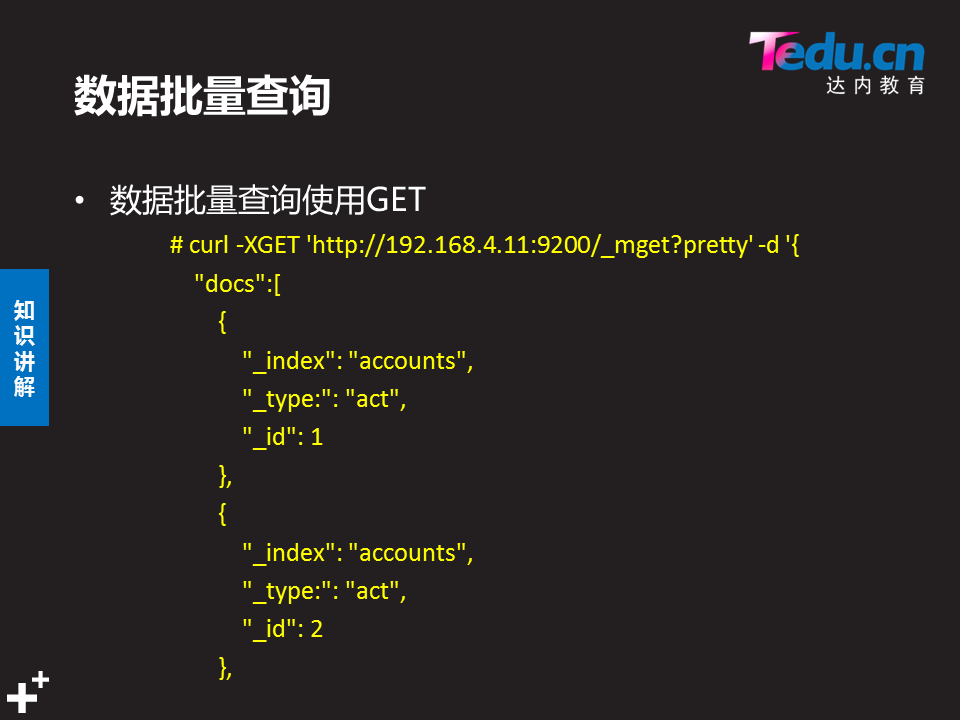 Tedu.cn
达内教育
数据批量查询
• 数据批量查询使用GET
# curl -XGET 'http://192.168.4.11:9200/_mget?pretty' -d '{
"docs":[
{
"_index": "accounts",
"_type:": "act",
"_id": 1
},
{
"_index": "accounts",
"_type:": "act",
"_id": 2
},
知识讲解